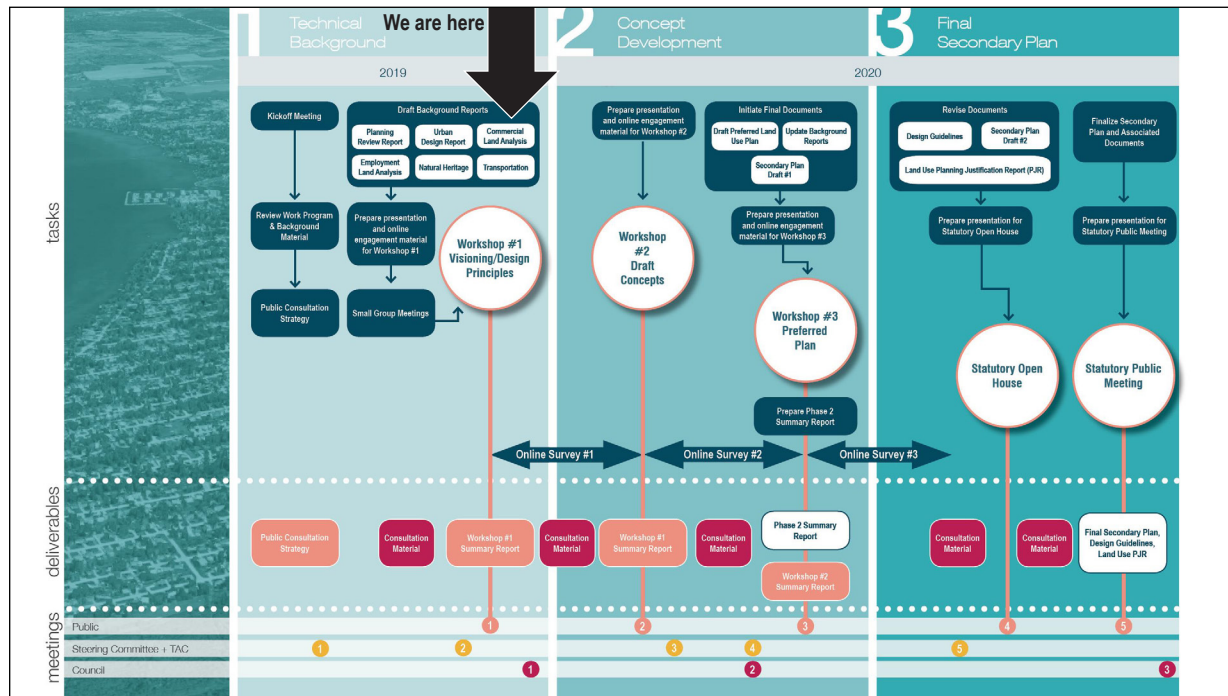 1
Technical
Background
We are here
2
Concept
Development
3
Final
Secondary Plan
2019
2020
tasks
Kickoff Meeting
Review Work Program
& Background
Material
Public Consultation
Strategy
Draft Background Reports
Planning
Review Report
Urban
Design Report
Commercial
Land Analysis
Employment
Land Analysis
Natural Heritage
Transportation
Prepare presentation
and online
engagement material
for Workshop #1
Small Group Meetings
Workshop #1
Visioning/Design
Principles
Prepare presentation
and online engagement
material for Workshop #2
Workshop
#2
Draft
Concepts
Initiate Final Documents
Draft Preferred Land
Use Plan
Update Background
Reports
Secondary Plan
Draft #1
Prepare presentation
and online engagement
material for Workshop #3
Workshop #3
Preferred
Plan
Prepare Phase 2
Summary Report
Revise Documents
Design Guidelines
Secondary Plan
Draft #2
Land Use Planning Justification Report (PJR)
Prepare presentation for
Statutory Open House
Statutory Open
House
Finalize Secondary
Plan and Associated
Documents
Prepare presentation for
Statutory Public Meeting
Statutory Public
Meeting
Online Survey #1
Online Survey #2
Online Survey #3
deliverables
Public Consultation
Strategy
Consultation
Material
Workshop #1
Summary Report
Consultation
Material
Workshop #1
Summary Report
Consultation
Material
Phase 2 Summary
Report
Workshop #2
Summary Report
Consultation
Material
Consultation
Material
Final Secondary Plan,
Design Guidelines,
Land Use PJR
meetings
Public
1
2
3
4
5
Steering Committee + TAC
1
2
3
4
5
Council
1
2
3